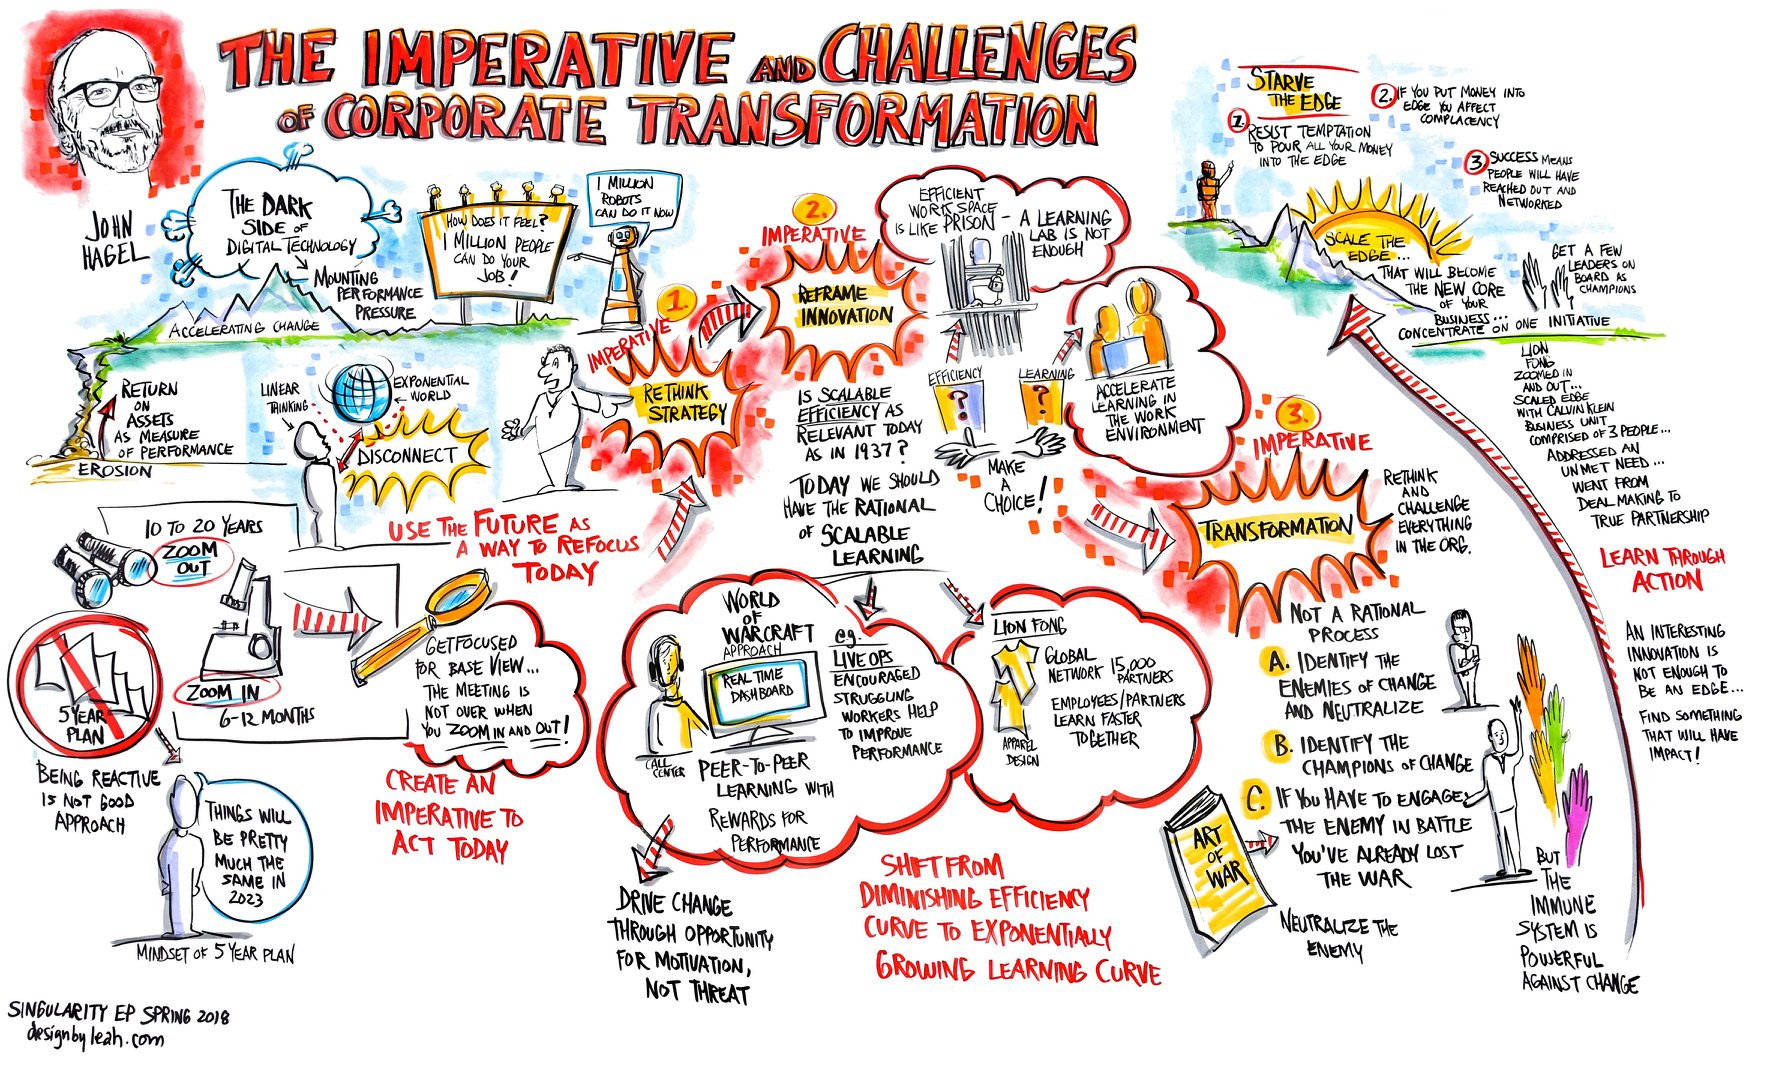 THE IMPERATIVE AND CHALLENGES
OF CORPORATE TRANSFORMATION
JOHN
HAGEL
THE DARK
SIDE OF
DIGITAL TECHNOLOGY
MOUNTING
PERFORMANCE
PRESSURE
ACCELERATING CHANGE
HOW DOES IT FEEL?
1 MILLION PEOPLE
CAN DO YOUR
JOB!
1 MILLION
ROBOTS
CAN DO IT NOW
RETURN
ON
ASSETS
AS MEASURE
OF PERFORMANCE
EROSION
LINEAR
THINKING
EXPONENTIAL
WORLD
DISCONNECT
1.
IMPERATIVE
RETHINK
STRATEGY
USE THE FUTURE AS
A WAY TO REFOCUS
TODAY
10 TO 20 YEARS
ZOOM
OUT
ZOOM IN
6-12 MONTHS
5 YEAR
PLAN
BEING REACTIVE
IS NOT GOOD
APPROACH
THINGS WILL
BE PRETTY
MUCH THE
SAME IN
2023
MINDSET OF 5 YEAR PLAN
GET FOCUSED
FOR BASE VIEW...
THE MEETING IS
NOT OVER WHEN
YOU ZOOM IN AND OUT!
CREATE AN
IMPERATIVE TO
ACT TODAY
2.
IMPERATIVE
REFRAME
INNOVATION
IS SCALABLE
EFFICIENCY AS
RELEVANT TODAY
AS IN 1937?
TODAY WE SHOULD
HAVE THE RATIONAL
OF SCALABLE
LEARNING
EFFICIENT
WORK SPACE
IS LIKE PRISON -
A LEARNING
LAB IS NOT
ENOUGH
EFFICIENCY
?
LEARNING
?
MAKE
A
CHOICE!
ACCELERATE
LEARNING IN
THE WORK
ENVIRONMENT
WORLD
OF
WARCRAFT
APPROACH
REAL TIME
DASHBOARD
CALL
CENTER
e.g.
LIVE OPS
ENCOURAGED
STRUGGLING
WORKERS HELP
TO IMPROVE
PERFORMANCE
PEER-TO-PEER
LEARNING WITH
REWARDS FOR
PERFORMANCE
LION FONG
GLOBAL
NETWORK 15,000
PARTNERS
EMPLOYEES/PARTNERS
LEARN FASTER
TOGETHER
APPAREL
DESIGN
DRIVE CHANGE
THROUGH OPPORTUNITY
FOR MOTIVATION,
NOT THREAT
SHIFT FROM
DIMINISHING EFFICIENCY
CURVE TO EXPONENTIALLY
GROWING LEARNING CURVE
3.
IMPERATIVE
TRANSFORMATION
RETHINK
AND
CHALLENGE
EVERYTHING
IN THE ORG.
NOT A RATIONAL
PROCESS
A. IDENTIFY THE
ENEMIES OF CHANGE
AND NEUTRALIZE
B. IDENTIFY THE
CHAMPIONS OF CHANGE
C. IF YOU HAVE TO ENGAGE
THE ENEMY IN BATTLE
YOU'VE ALREADY LOST
THE WAR
ART
OF
WAR
NEUTRALIZE THE
ENEMY
BUT
THE
IMMUNE
SYSTEM IS
POWERFUL
AGAINST CHANGE
STARVE
THE EDGE
1. RESIST TEMPTATION
TO POUR ALL YOUR MONEY
INTO THE EDGE
2. IF YOU PUT MONEY INTO
EDGE YOU AFFECT
COMPLACENCY
3 SUCCESS MEANS
PEOPLE WILL HAVE
REACHED OUT AND
NETWORKED
SCALE THE
EDGE...
THAT WILL BECOME
THE NEW CORE
OF YOUR
BUSINESS...
CONCENTRATE ON ONE INITIATIVE
GET A FEW
LEADERS ON
BOARD AS
CHAMPIONS
LION
FONG
ZOOMED IN
AND OUT...
SCALED EDGE
WITH CALVIN KLEIN
BUSINESS UNIT
COMPRISED OF 3 PEOPLE...
ADDRESSED AN
UNMET NEED...
WENT FROM
DEAL MAKING TO
TRUE PARTNERSHIP
LEARN THROUGH
ACTION
AN INTERESTING
INNOVATION IS
NOT ENOUGH TO
BE AN EDGE...
FIND SOMETHING
THAT WILL HAVE
IMPACT!
SINGULARITY EP SPRING 2018
designbyleah.com